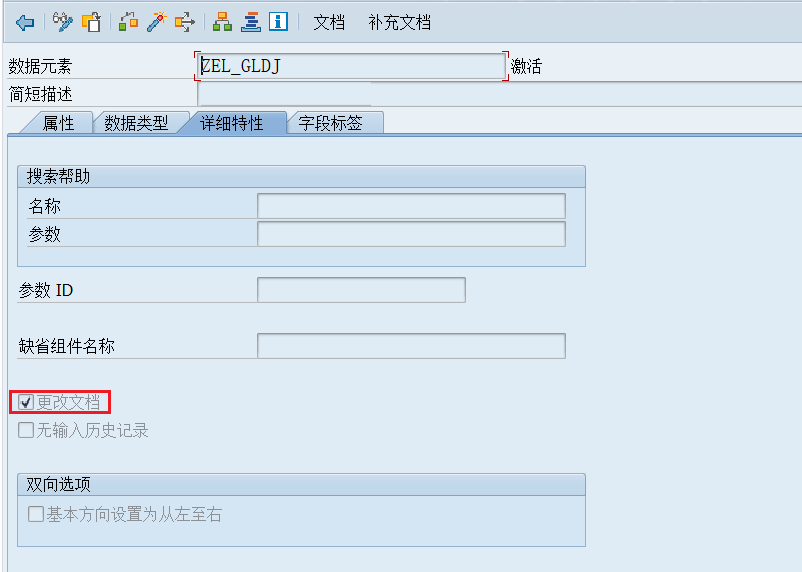 文档 补充文档
数据元素 ZEL_GLDJ 激活
简短描述
属性 数据类型 详细特性 字段标签
搜索帮助
名称
参数
参数 ID
缺省组件名称
更改文档
无输入历史记录
双向选项
基本方向设置为从左至右